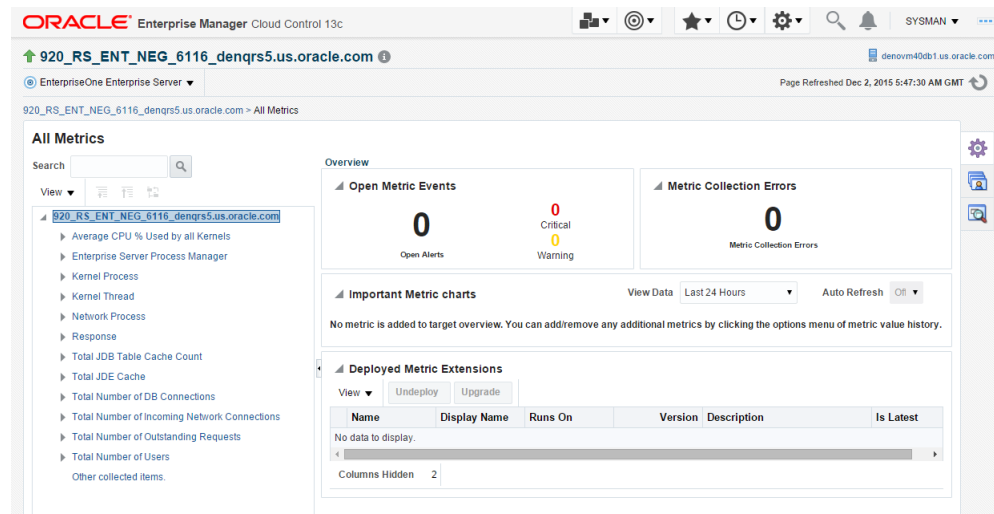 ORACLE Enterprise Manager Cloud Control 13c
SYSMAN
920_RS_ENT_NEG_6116_denqrs5.us.oracle.com
denovm40db1.us.oracle.com
EnterpriseOne Enterprise Server
Page Refreshed Dec 2, 2015 5:47:30 AM GMT
920_RS_ENT_NEG_6116_denqrs5.us.oracle.com > All Metrics
All Metrics
Search
View
920_RS_ENT_NEG_6116_denqrs5.us.oracle.com
Average CPU % Used by all Kernels
Enterprise Server Process Manager
Kernel Process
Kernel Thread
Network Process
Response
Total JDB Table Cache Count
Total JDE Cache
Total Number of DB Connections
Total Number of Incoming Network Connections
Total Number of Outstanding Requests
Total Number of Users
Other collected items.
Overview
Open Metric Events
0
Open Alerts
0
Critical
0
Warning
Metric Collection Errors
0
Metric Collection Errors
Important Metric charts
View Data Last 24 Hours
Auto Refresh Off
No metric is added to target overview. You can add/remove any additional metrics by clicking the options menu of metric value history.
Deployed Metric Extensions
View Undeploy Upgrade
Name Display Name Runs On Version Description Is Latest
No data to display.
Columns Hidden 2